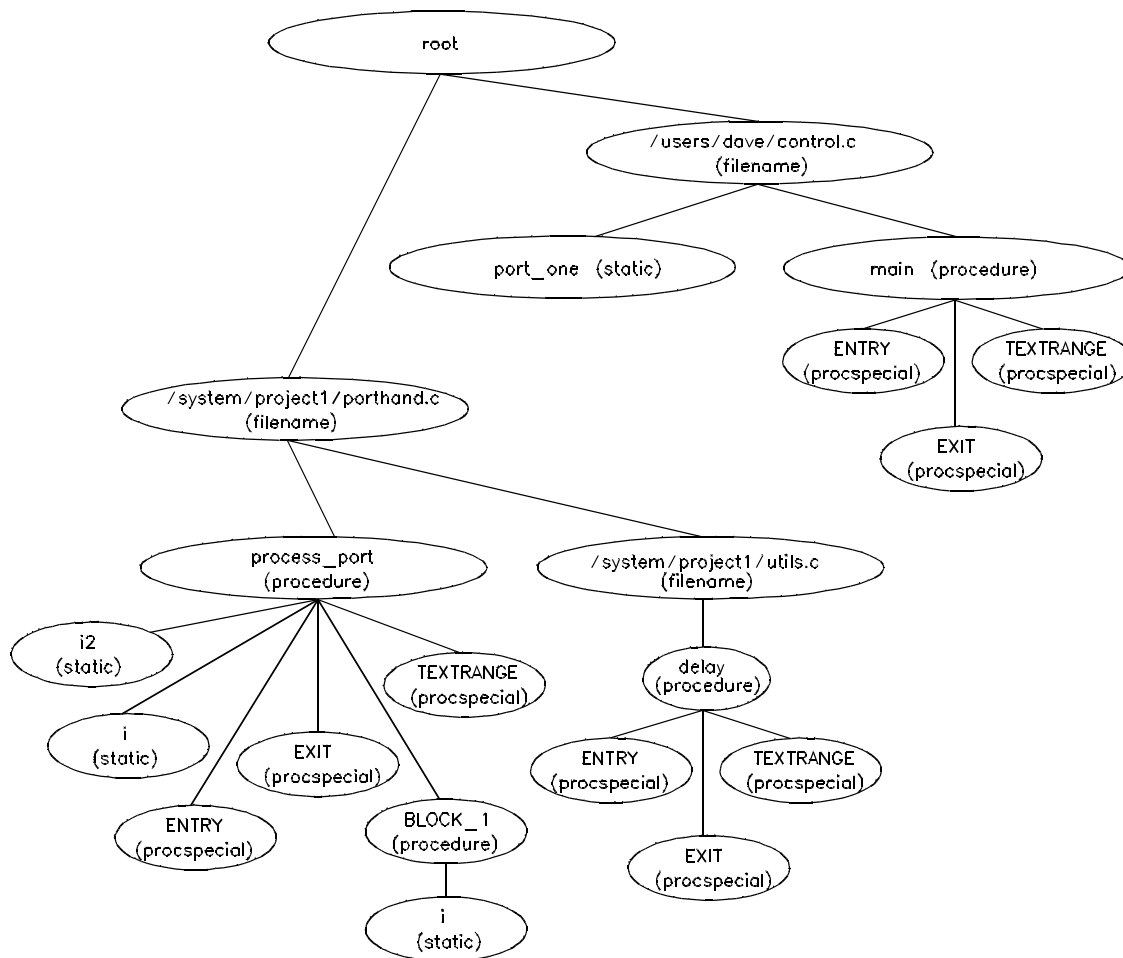 root
/users/dave/control.c
(filename)
port_one (static)
main (procedure)
ENTRY
(procspecial)
TEXTRANGE
(procspecial)
EXIT
(procspecial)
/system/project1/porthand.c
(filename)
process_port
(procedure)
/system/project1/utils.c
(filename)
i2
(static)
i
(static)
ENTRY
(procspecial)
EXIT
(procspecial)
BLOCK_1
(procedure)
i
(static)
TEXTRANGE
(procspecial)
delay
(procedure)
ENTRY
(procspecial)
TEXTRANGE
(procspecial)
EXIT
(procspecial)